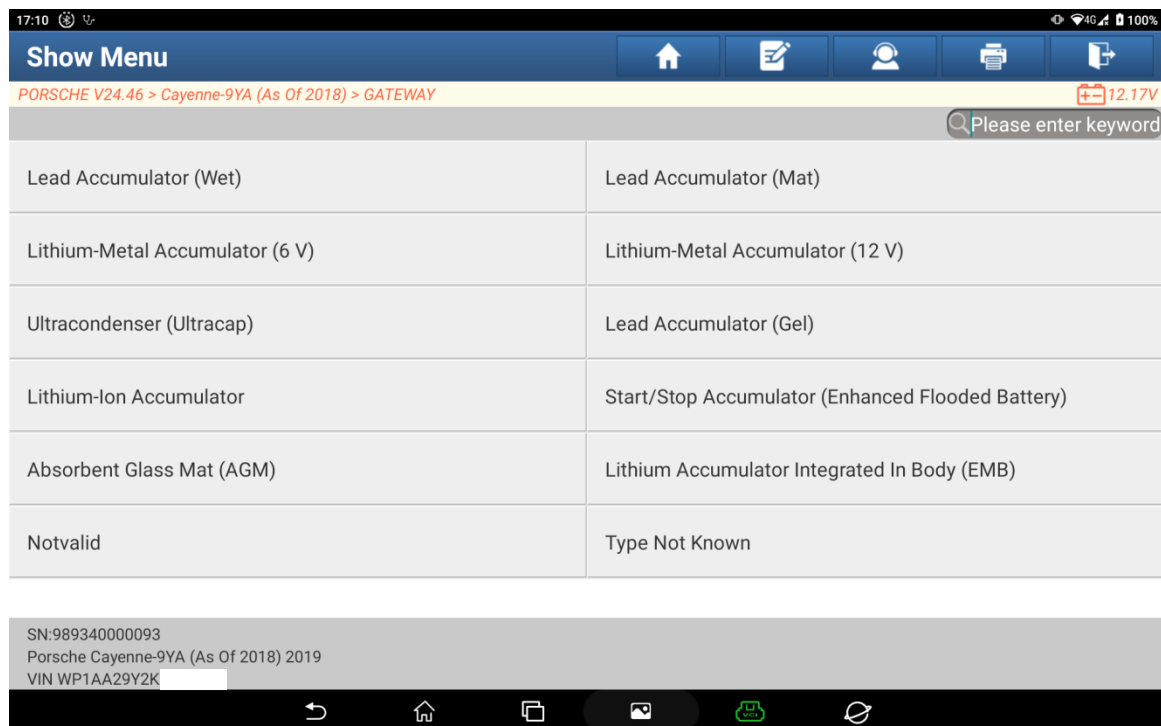 17:10
4G 100%
Show Menu
PORSCHE V24.46 > Cayenne-9YA (As Of 2018) > GATEWAY
12.17V
Please enter keyword
Lead Accumulator (Wet)
Lead Accumulator (Mat)
Lithium-Metal Accumulator (6 V)
Lithium-Metal Accumulator (12 V)
Ultracondenser (Ultracap)
Lead Accumulator (Gel)
Lithium-Ion Accumulator
Start/Stop Accumulator (Enhanced Flooded Battery)
Absorbent Glass Mat (AGM)
Lithium Accumulator Integrated In Body (EMB)
Notvalid
Type Not Known
SN:989340000093
Porsche Cayenne-9YA (As Of 2018) 2019
VIN WP1AA29Y2K
VCI